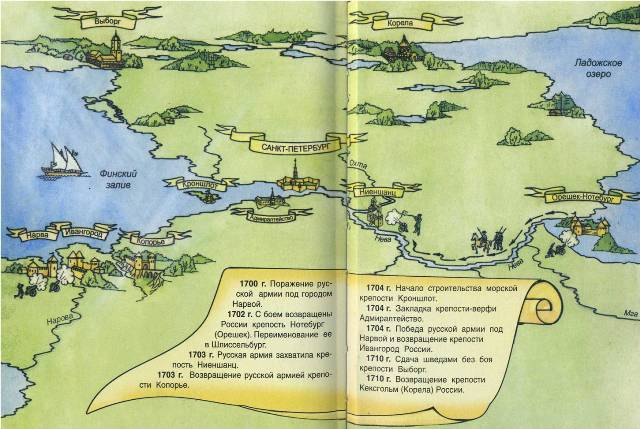 Выборг
Корела
Ладожское
озеро
САНКТ-ПЕТЕРБУРГ
Охта
Финский
залив
Кроншлот
Ниеншанц
Орешек-Нотебург
Адмиралтейство
Нарва
Ивангород
Копорье
Нева
Нева
Нарова
Мга
1700 г. Поражение рус-
ской армии под городом
Нарвой.
1702 г. С боем возвращены
России крепость Нотебург
(Орешек). Переименование ее
в Шлиссельбург.
1703 г. Русская армия захватила кре-
пость Ниеншанц.
1703 г. Возвращение русской армией крепо-
сти Копорье.
1704 г. Начало строительства морской
крепости Кроншлот.
1704 г. Закладка крепости-верфи
Адмиралтейство.
1704 г. Победа русской армии под
Нарвой и возвращение крепости
Ивангород России.
1710 г. Сдача шведами без боя
крепости Выборг.
1710 г. Возвращение крепости
Кексгольм (Корела) России.